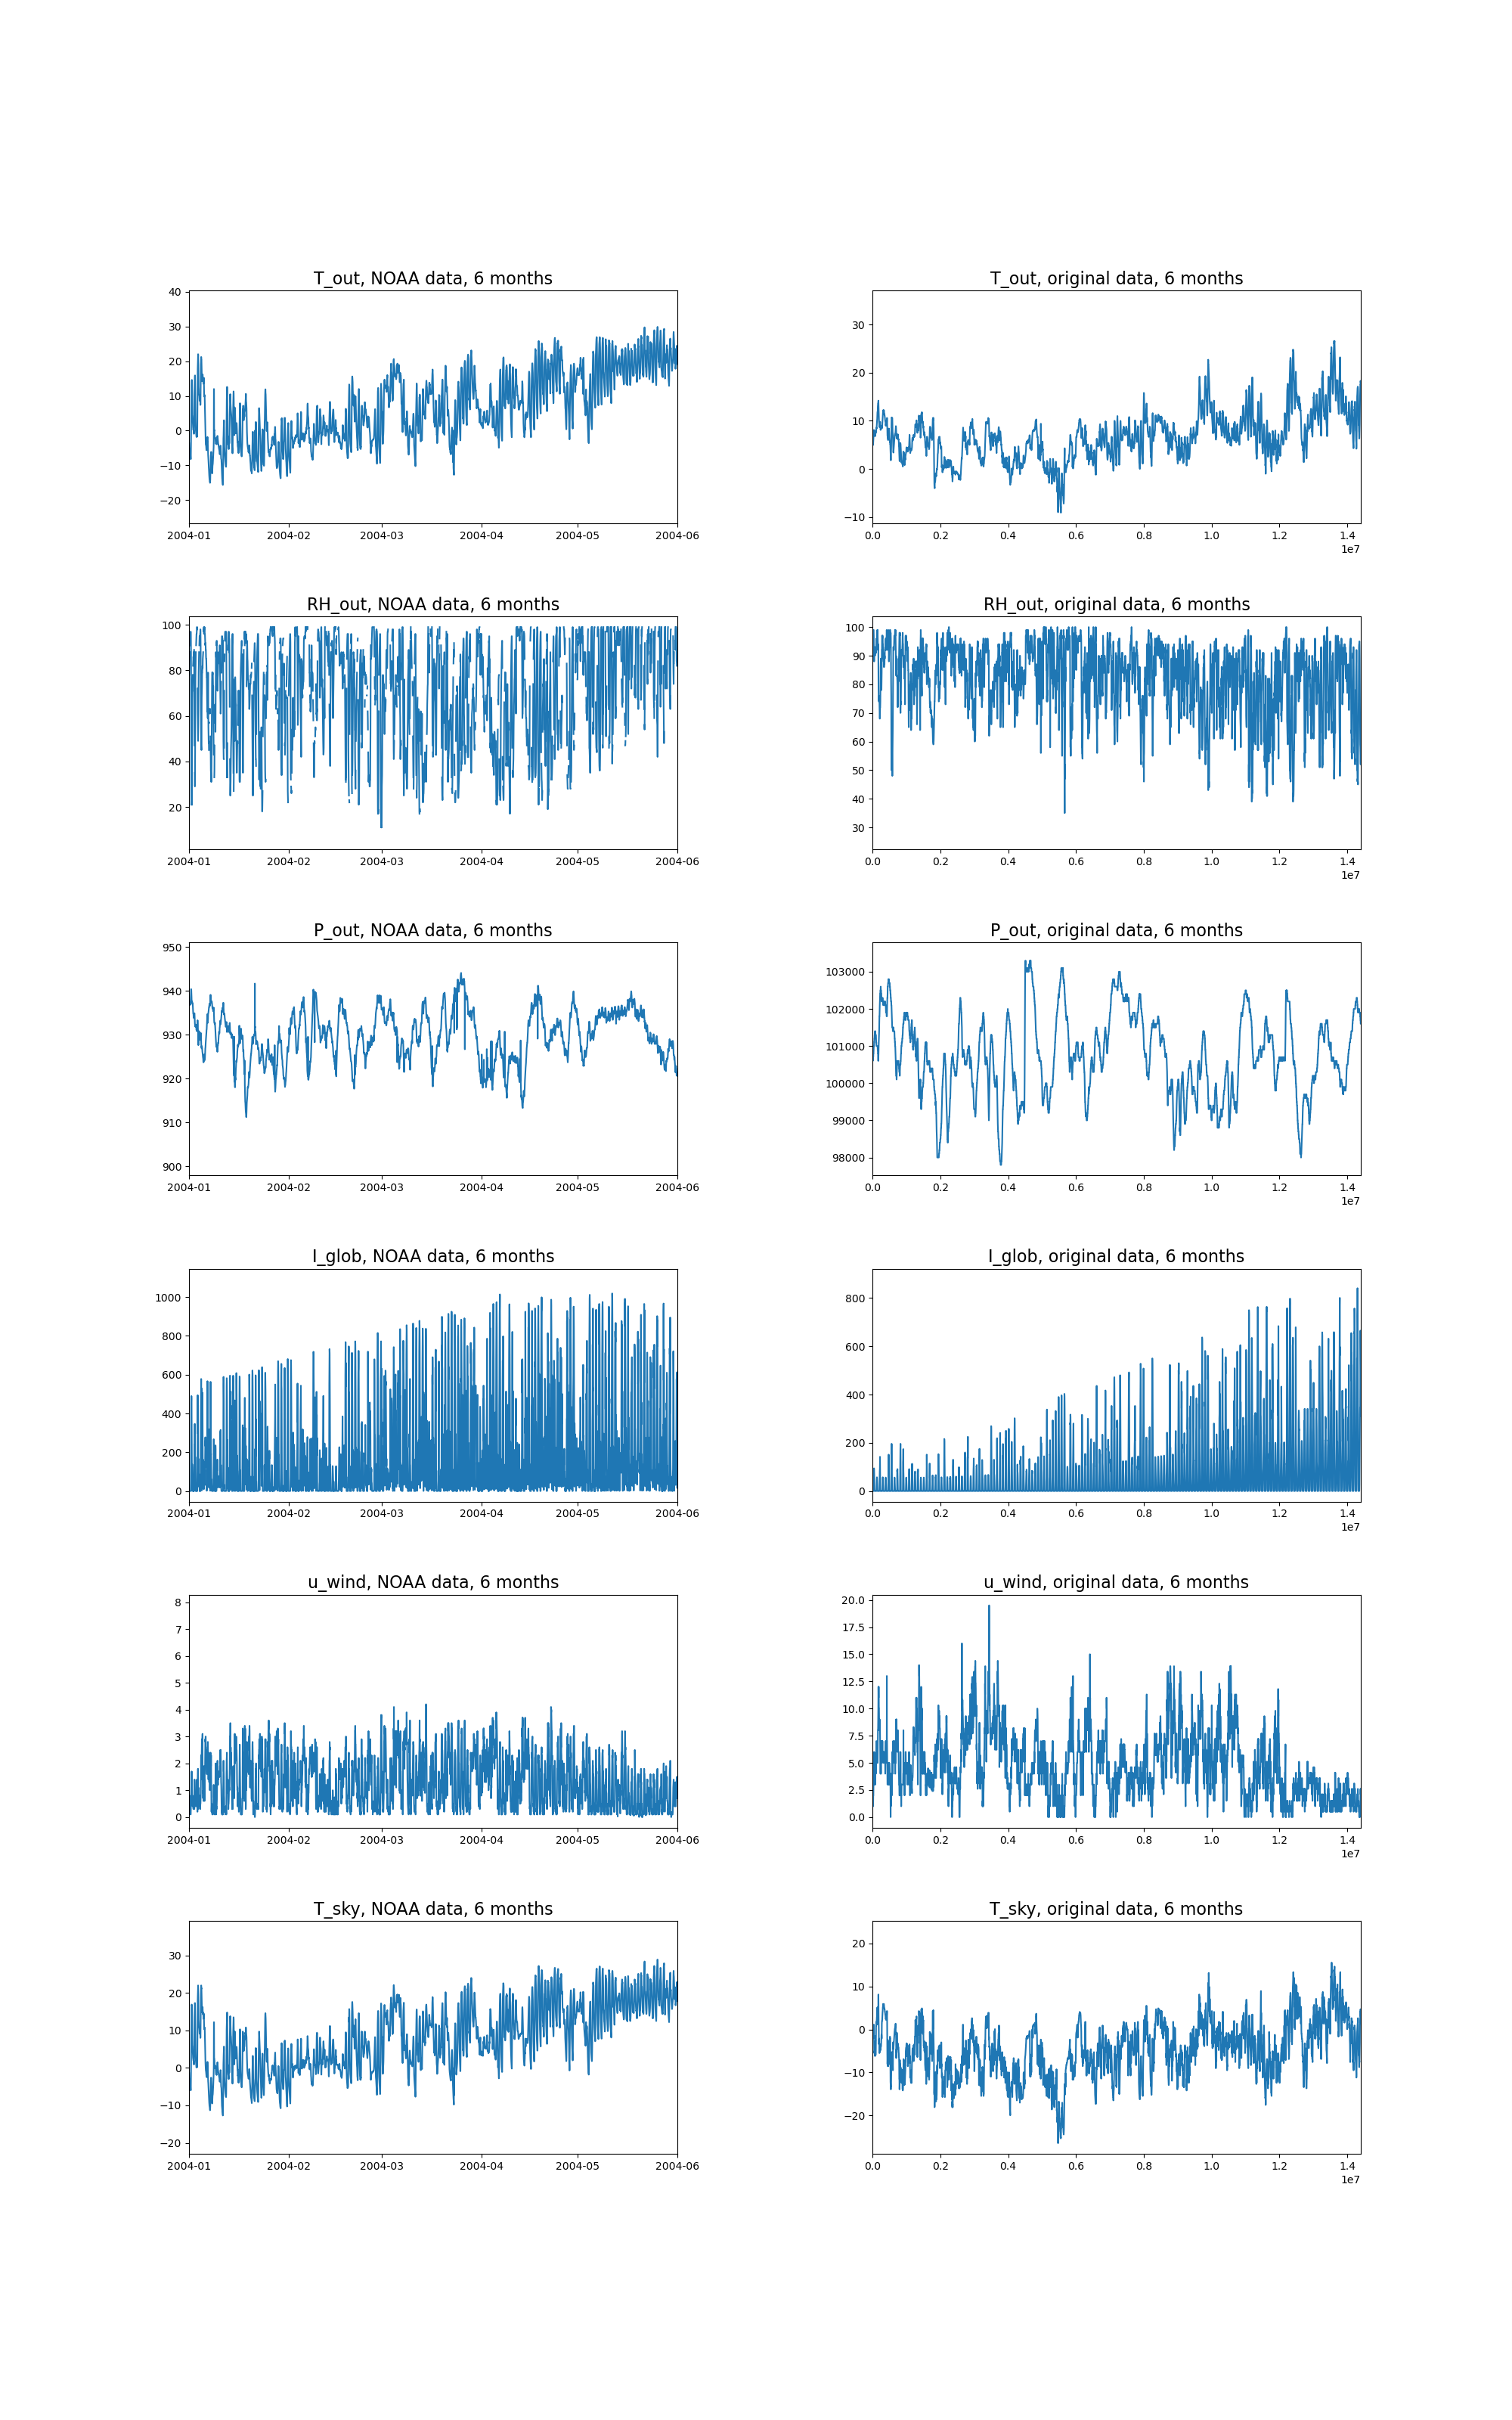 T_out, NOAA data, 6 months
T_out, original data, 6 months
40
30
20
10
0
−10
−20
2004-01 2004-02 2004-03 2004-04 2004-05 2004-06
30
20
10
0
−10
0.0 0.2 0.4 0.6 0.8 1.0 1.2 1.4
1e7
RH_out, NOAA data, 6 months
RH_out, original data, 6 months
100
80
60
40
20
2004-01 2004-02 2004-03 2004-04 2004-05 2004-06
100
90
80
70
60
50
40
30
0.0 0.2 0.4 0.6 0.8 1.0 1.2 1.4
1e7
P_out, NOAA data, 6 months
P_out, original data, 6 months
950
940
930
920
910
900
2004-01 2004-02 2004-03 2004-04 2004-05 2004-06
103000
102000
101000
100000
99000
98000
0.0 0.2 0.4 0.6 0.8 1.0 1.2 1.4
1e7
I_glob, NOAA data, 6 months
I_glob, original data, 6 months
1000
800
600
400
200
0
2004-01 2004-02 2004-03 2004-04 2004-05 2004-06
800
600
400
200
0
0.0 0.2 0.4 0.6 0.8 1.0 1.2 1.4
1e7
u_wind, NOAA data, 6 months
u_wind, original data, 6 months
8
7
6
5
4
3
2
1
0
2004-01 2004-02 2004-03 2004-04 2004-05 2004-06
20.0
17.5
15.0
12.5
10.0
7.5
5.0
2.5
0.0
0.0 0.2 0.4 0.6 0.8 1.0 1.2 1.4
1e7
T_sky, NOAA data, 6 months
T_sky, original data, 6 months
30
20
10
0
−10
−20
2004-01 2004-02 2004-03 2004-04 2004-05 2004-06
20
10
0
−10
−20
0.0 0.2 0.4 0.6 0.8 1.0 1.2 1.4
1e7